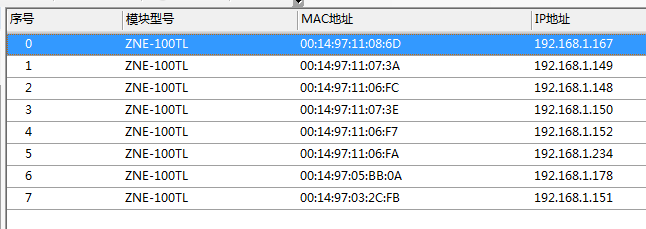 序号 模块型号 MAC地址 IP地址
0 ZNE-100TL 00:14:97:11:08:6D 192.168.1.167
1 ZNE-100TL 00:14:97:11:07:3A 192.168.1.149
2 ZNE-100TL 00:14:97:11:06:FC 192.168.1.148
3 ZNE-100TL 00:14:97:11:07:3E 192.168.1.150
4 ZNE-100TL 00:14:97:11:06:F7 192.168.1.152
5 ZNE-100TL 00:14:97:11:06:FA 192.168.1.234
6 ZNE-100TL 00:14:97:05:BB:0A 192.168.1.178
7 ZNE-100TL 00:14:97:03:2C:FB 192.168.1.151